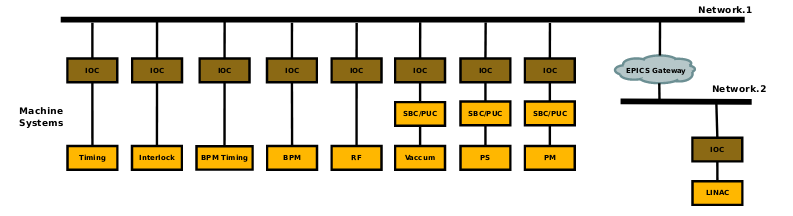 Network.1
IOC
IOC
IOC
IOC
IOC
IOC
IOC
IOC
EPICS Gateway
Network.2
Machine
Systems
SBC/PUC
SBC/PUC
SBC/PUC
IOC
Timing
Interlock
BPM Timing
BPM
RF
Vaccum
PS
PM
LINAC